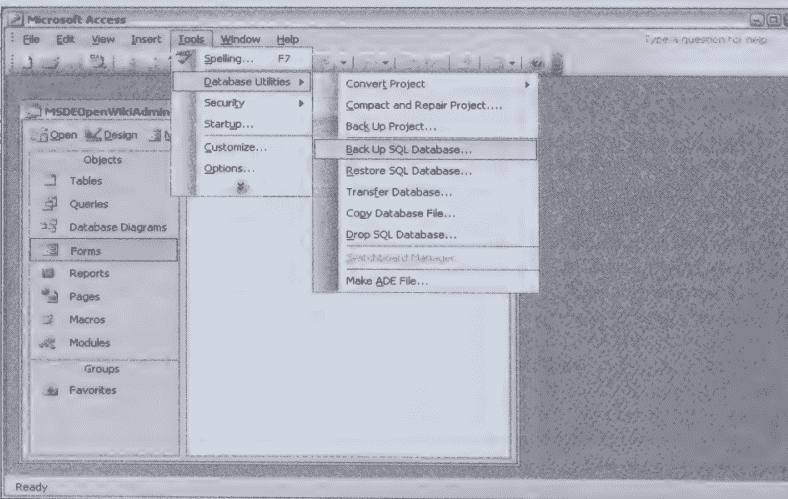 Microsoft Access
File Edit View Insert Tools Window Help
Type a question for help
Spelling... F7
Database Utilities
Security
Startup...
Customize...
Options...
Convert Project
Compact and Repair Project....
Back Up Project...
Back Up SQL Database...
Restore SQL Database...
Transfer Database...
Copy Database File...
Drop SQL Database...
Switchboard Manager
Make ADE File...
MSDEOpenWikiAdmin
Open Design
Objects
Tables
Queries
Database Diagrams
Forms
Reports
Pages
Macros
Modules
Groups
Favorites
Ready